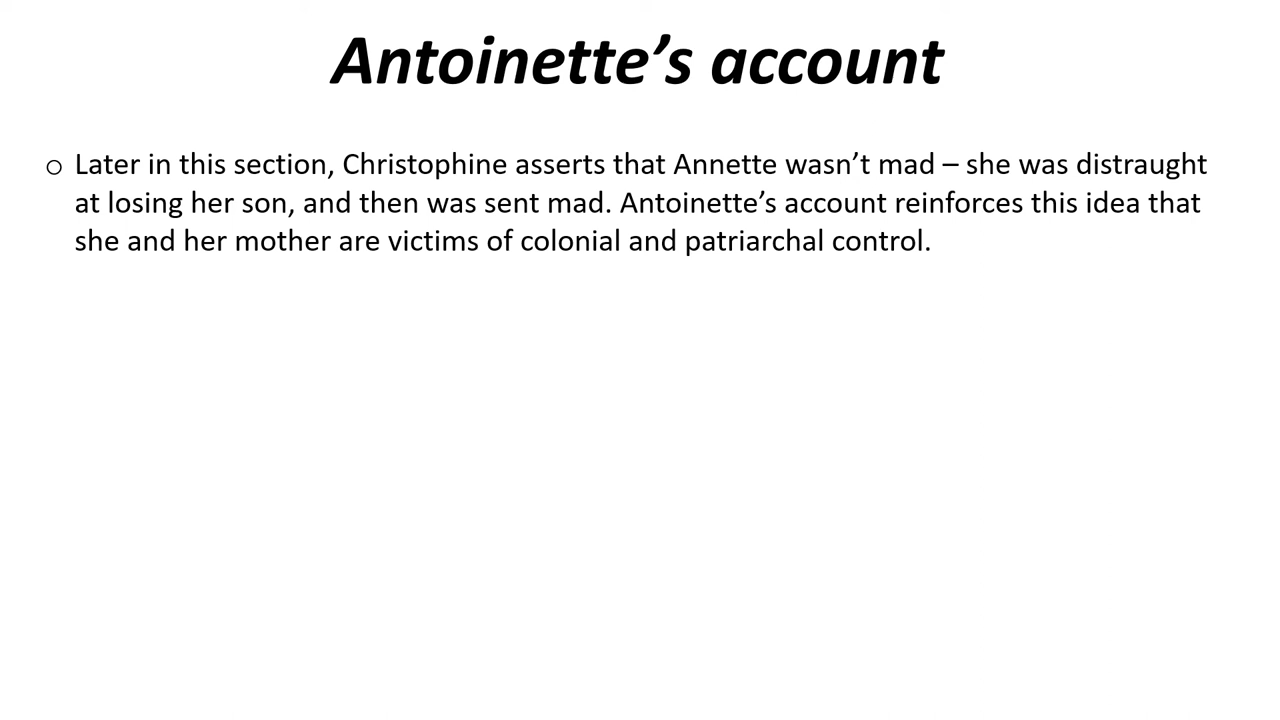 Antoinette’s account
○ Later in this section, Christophine asserts that Annette wasn’t mad – she was distraught
at losing her son, and then was sent mad. Antoinette’s account reinforces this idea that
she and her mother are victims of colonial and patriarchal control.